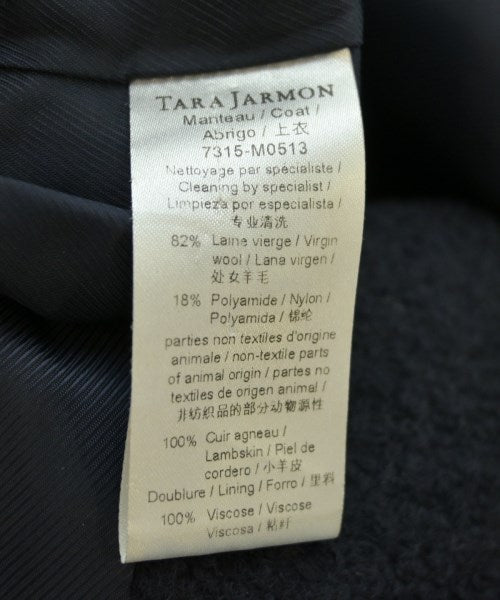 TARA JARMON
Manteau / Coat /
Abrigo / 上衣
7315-M0513
Nettoyage par spécialiste /
Cleaning by specialist /
Limpieza por especialista /
专业清洗
82% Laine vierge / Virgin
wool / Lana virgen /
处女羊毛
18% Polyamide / Nylon /
Polyamida / 锦纶
parties non textiles d'origine
animale / non-textile parts
of animal origin / partes no
textiles de origen animal /
非纺织品的部分动物源性
100% Cuir agneau /
Lambskin / Piel de
cordero / 小羊皮
Doublure / Lining / Forro / 里料
100% Viscose / Viscose
Viscosa / 粘纤